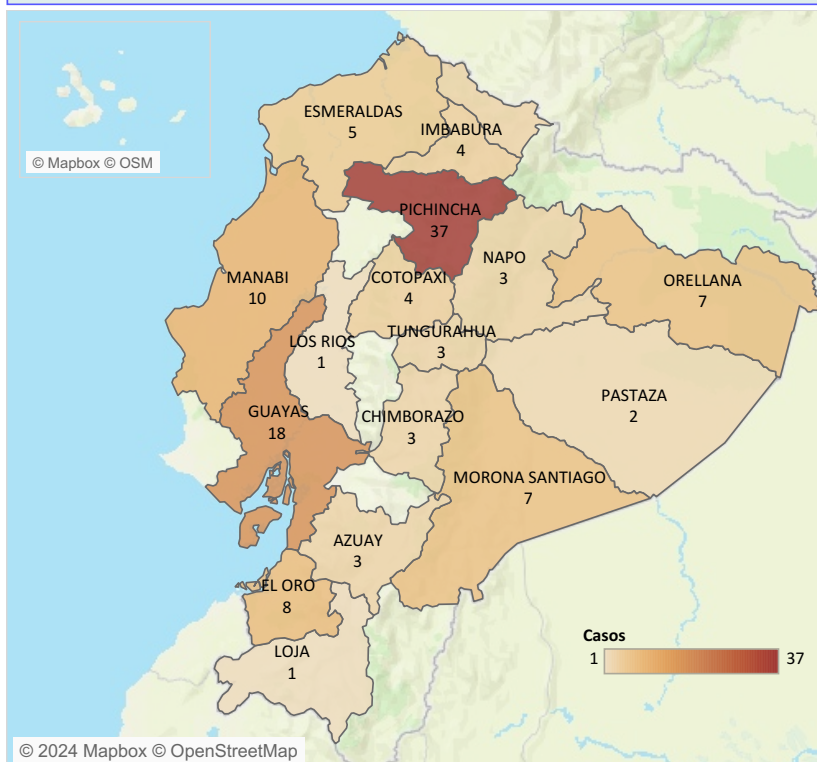 © Mapbox © OSM
ESMERALDAS
5
IMBABURA
4
PICHINCHA
37
NAPO
3
MANABI
10
COTOPAXI
4
ORELLANA
7
TUNGURAHUA
3
LOS RIOS
1
PASTAZA
2
GUAYAS
18
CHIMBORAZO
3
MORONA SANTIAGO
7
AZUAY
3
EL ORO
8
LOJA
1
Casos
1 37
© 2024 Mapbox © OpenStreetMap